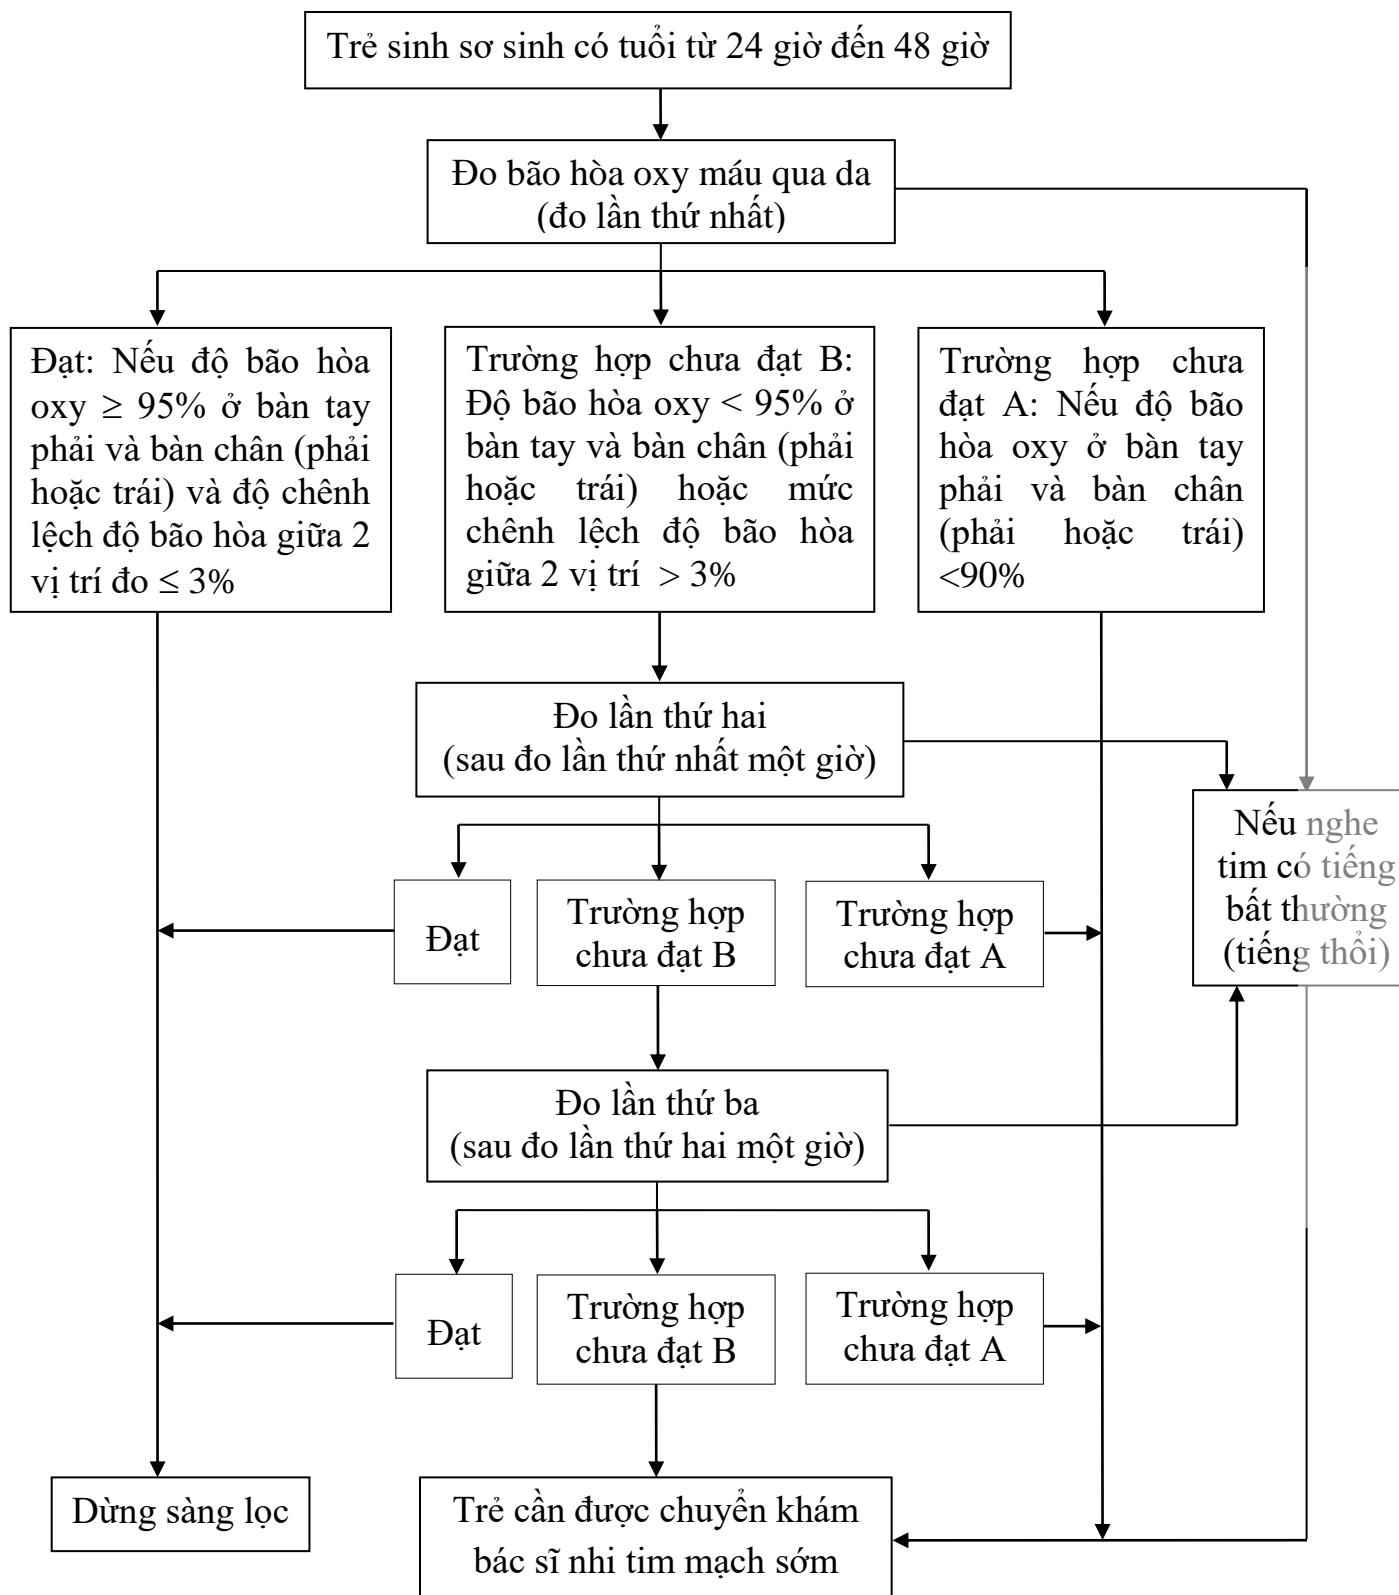 Trẻ sinh sơ sinh có tuổi từ 24 giờ đến 48 giờ
Đo bão hòa oxy máu qua da
(đo lần thứ nhất)
Đạt: Nếu độ bão hòa
oxy ≥ 95% ở bàn tay
phải và bàn chân (phải
hoặc trái) và độ chênh
lệch độ bão hòa giữa 2
vị trí đo ≤ 3%
Trường hợp chưa đạt B:
Độ bão hòa oxy < 95% ở
bàn tay và bàn chân (phải
hoặc trái) hoặc mức
chênh lệch độ bão hòa
giữa 2 vị trí > 3%
Trường hợp chưa
đạt A: Nếu độ bão
hòa oxy ở bàn tay
phải và bàn chân
(phải hoặc trái)
<90%
Đo lần thứ hai
(sau đo lần thứ nhất một giờ)
Nếu nghe
tim có tiếng
bất thường
(tiếng thổi)
Đạt
Trường hợp
chưa đạt B
Trường hợp
chưa đạt A
Đo lần thứ ba
(sau đo lần thứ hai một giờ)
Đạt
Trường hợp
chưa đạt B
Trường hợp
chưa đạt A
Dừng sàng lọc
Trẻ cần được chuyển khám
bác sĩ nhi tim mạch sớm